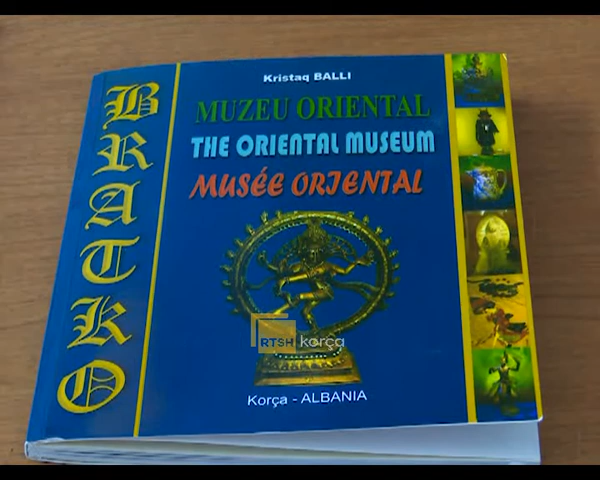 BRATKO
Kristaq BALLI
MUZEU ORIENTAL
THE ORIENTAL MUSEUM
MUSÉE ORIENTAL
RTSH korça
Korça - ALBANIA